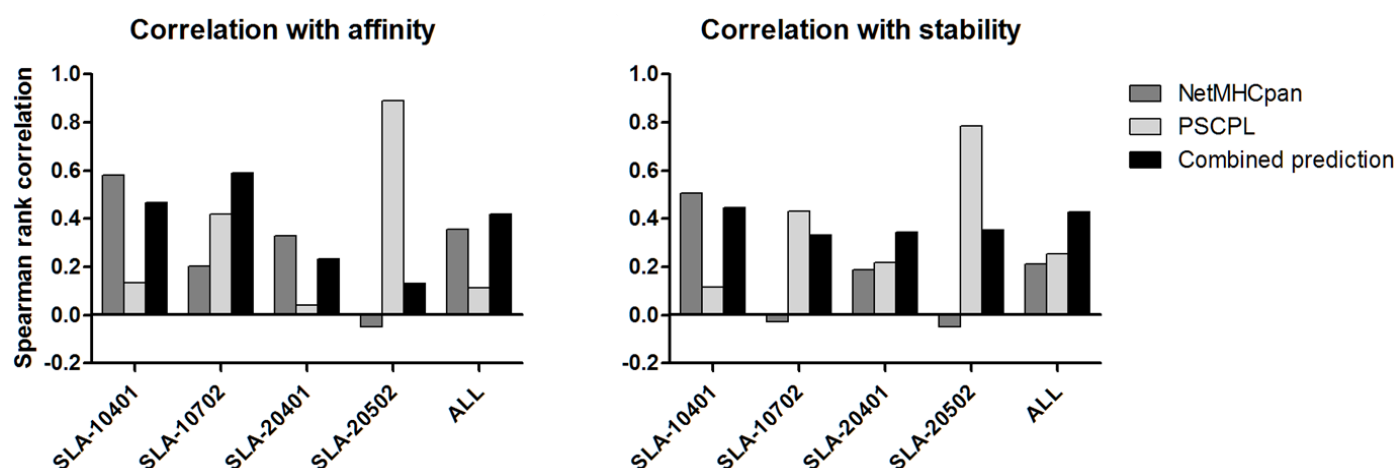 Correlation with affinity
Spearman rank correlation
1.0
0.8
0.6
0.4
0.2
0.0
-0.2
SLA-10401
SLA-10702
SLA-20401
SLA-20502
ALL
Correlation with stability
1.0
0.8
0.6
0.4
0.2
0.0
-0.2
SLA-10401
SLA-10702
SLA-20401
SLA-20502
ALL
NetMHCpan
PSCPL
Combined prediction